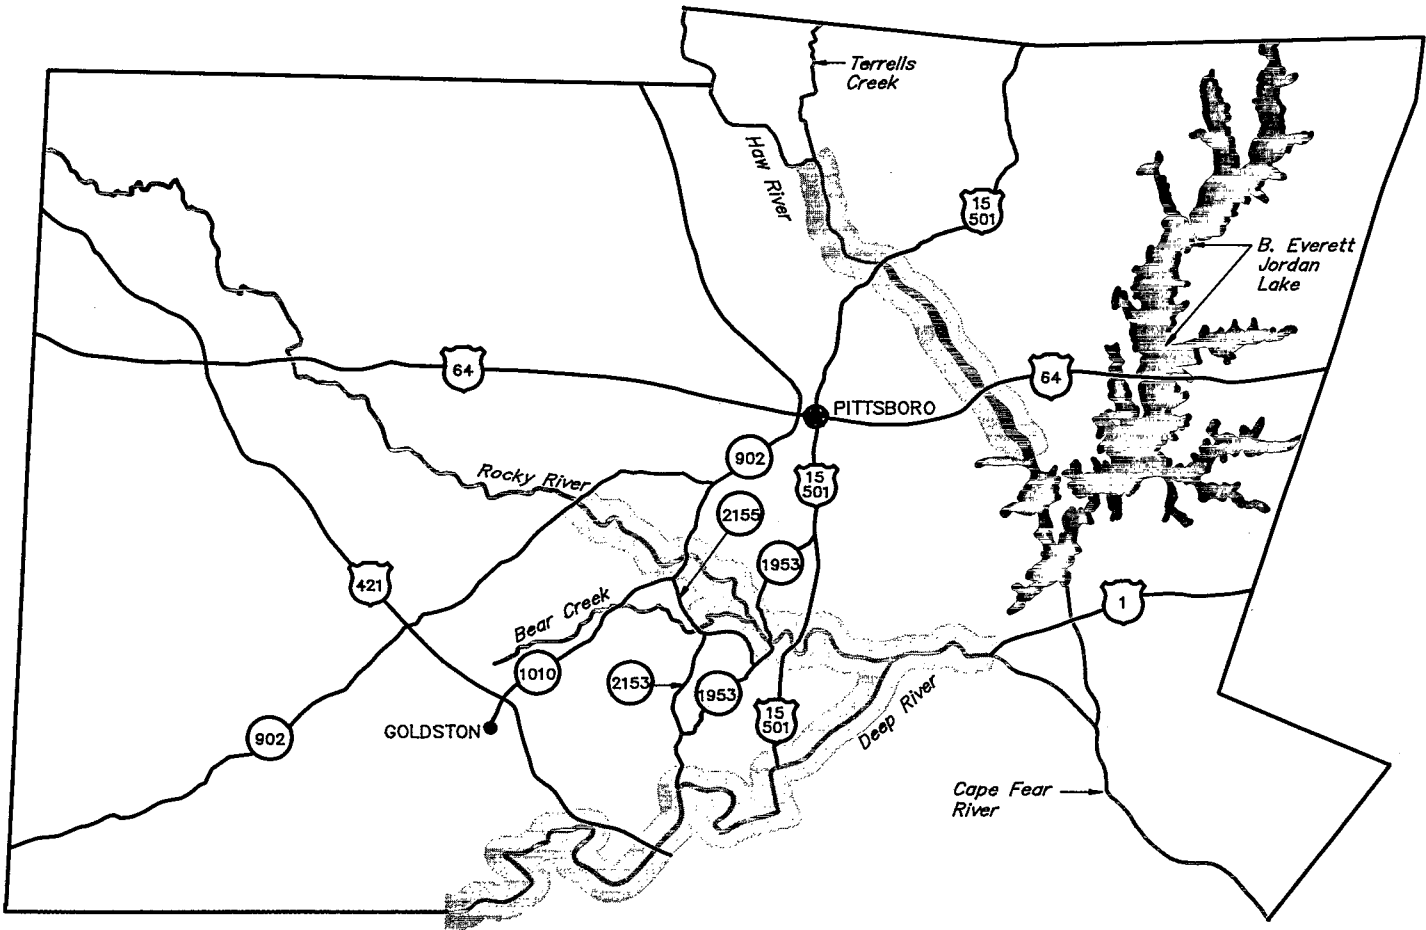 Terrells
Creek
Haw River
15
501
B. Everett
Jordan
Lake
64
64
PITTSBORO
902
Rocky River
15
501
2155
1953
421
1
Bear Creek
1010
2153
1953
15
501
Deep River
GOLDSTON
902
Cape Fear
River